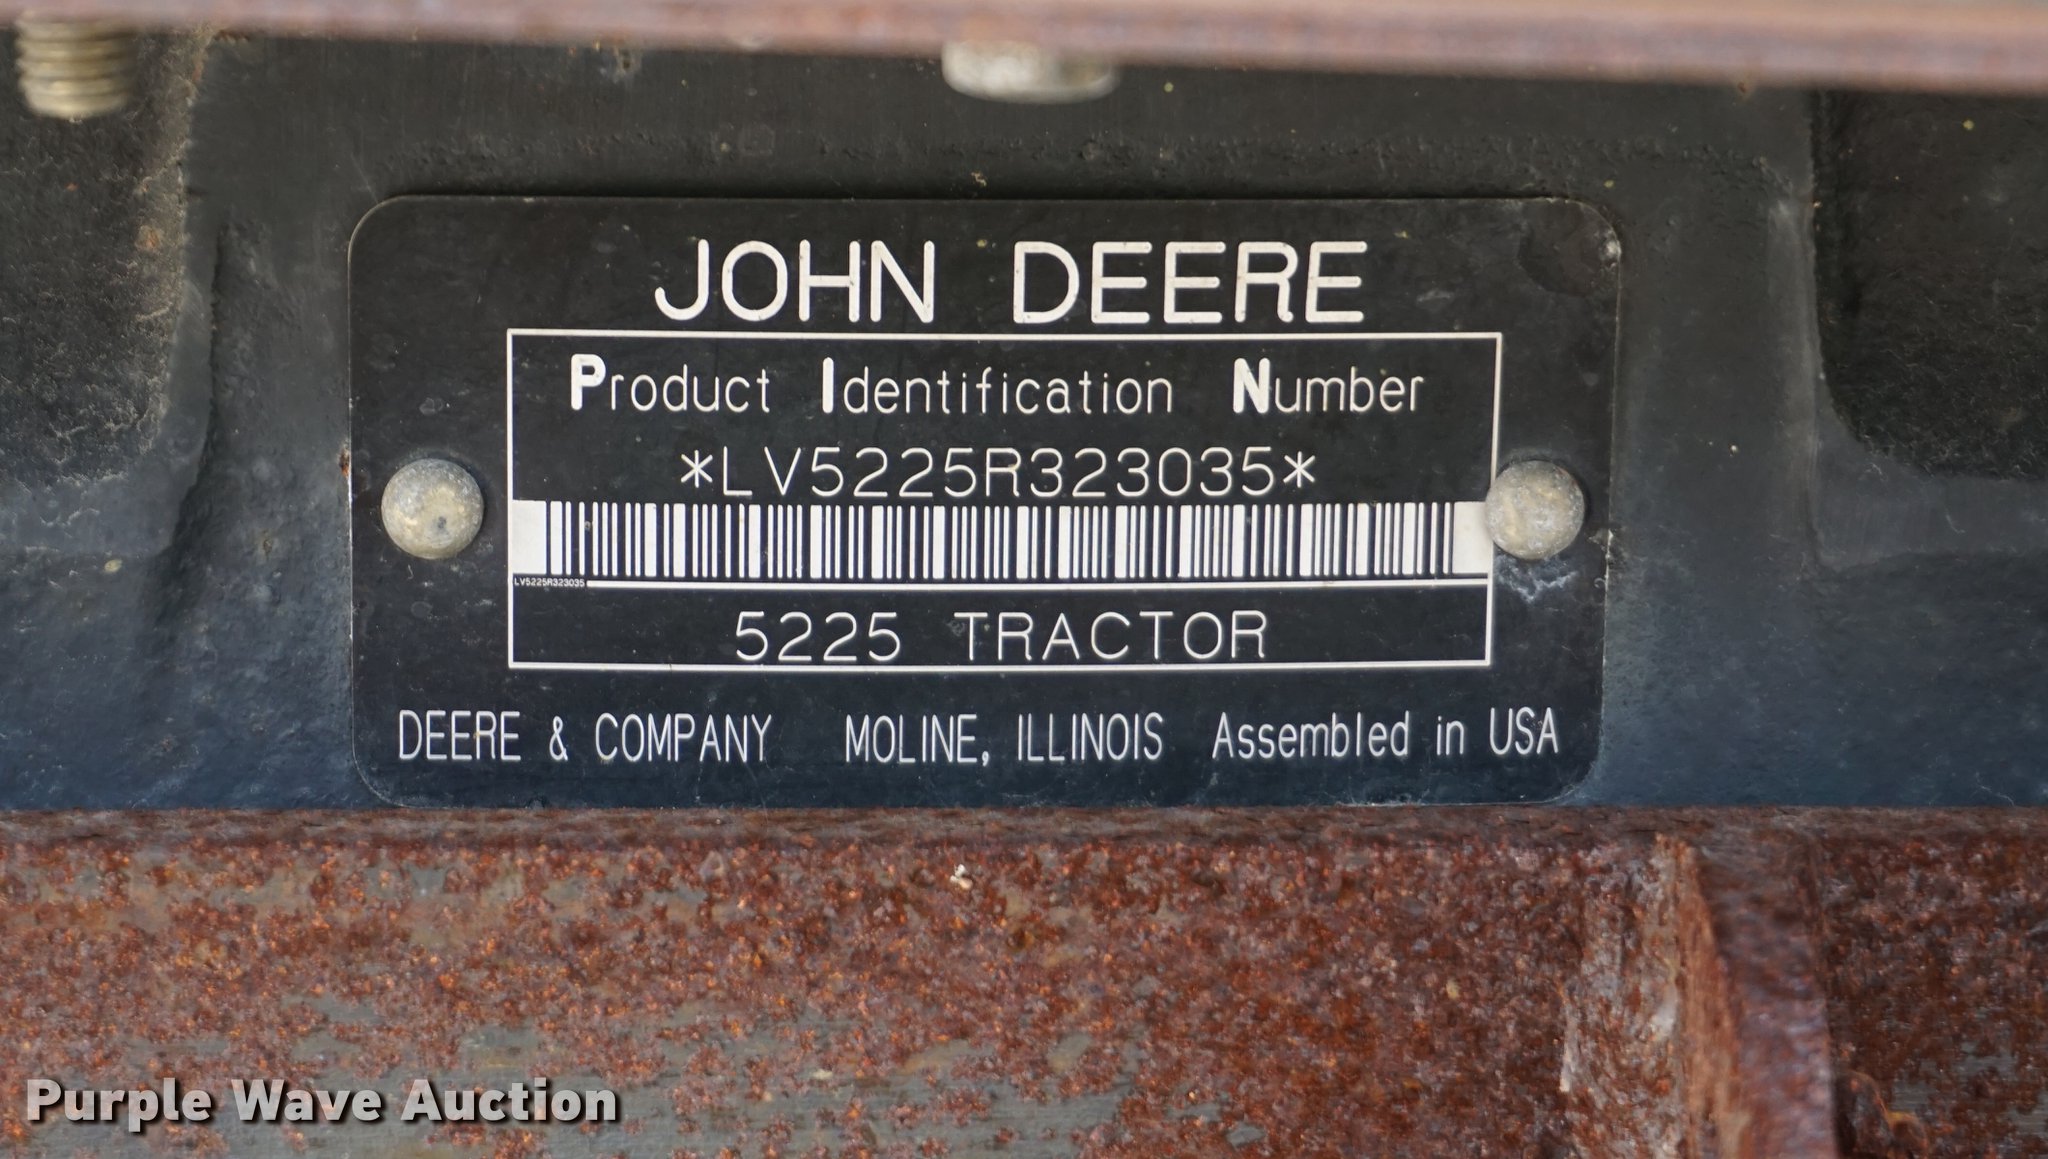 JOHN DEERE
Product Identification Number
*LV5225R323035*
LV5225R323035
5225 TRACTOR
DEERE & COMPANY MOLINE, ILLINOIS Assembled in USA
Purple Wave Auction